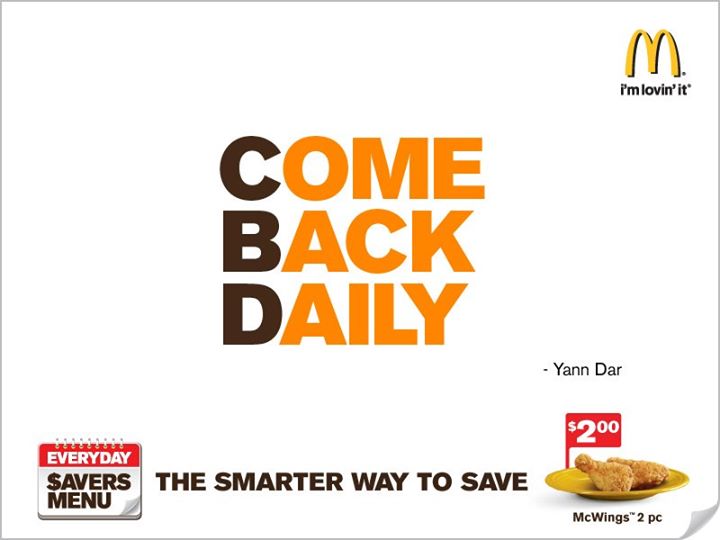 i'm lovin' it®
COME
BACK
DAILY
- Yann Dar
$2.00
EVERYDAY
$AVERS
MENU
THE SMARTER WAY TO SAVE
McWings™ 2 pc